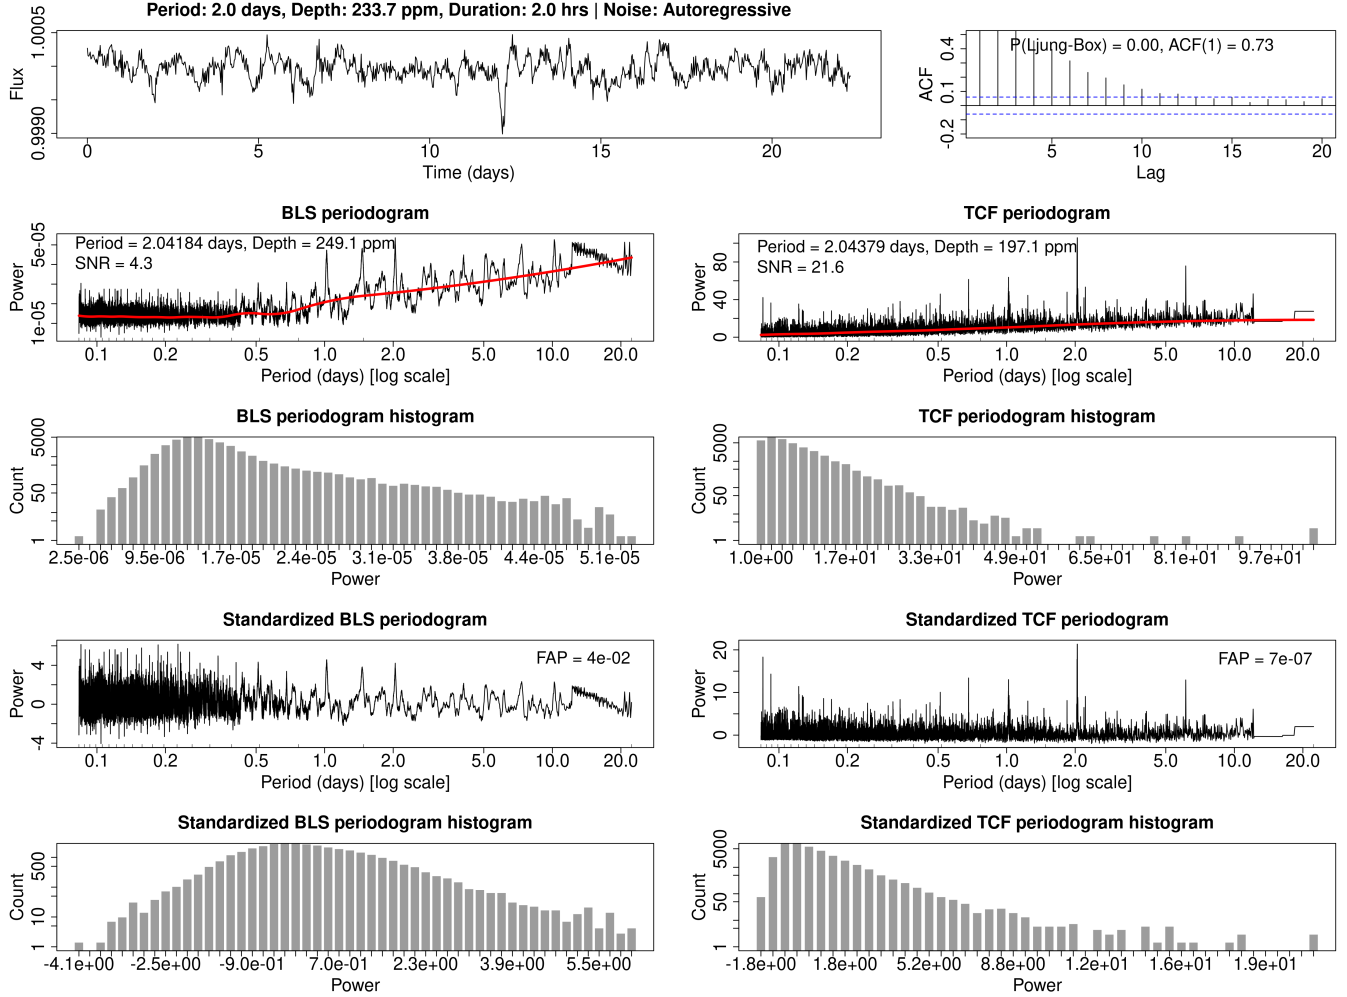 Period: 2.0 days, Depth: 233.7 ppm, Duration: 2.0 hrs | Noise: Autoregressive
Flux
0.9990 1.0005
0 5 10 15 20
Time (days)
P(Ljung-Box) = 0.00, ACF(1) = 0.73
ACF
-0.2 0.1 0.4
5 10 15 20
Lag
BLS periodogram
Period = 2.04184 days, Depth = 249.1 ppm
SNR = 4.3
Power
1e-05 5e-05
0.1 0.2 0.5 1.0 2.0 5.0 10.0 20.0
Period (days) [log scale]
TCF periodogram
Period = 2.04379 days, Depth = 197.1 ppm
SNR = 21.6
Power
0 40 80
0.1 0.2 0.5 1.0 2.0 5.0 10.0 20.0
Period (days) [log scale]
BLS periodogram histogram
Count
1 50 5000
2.5e-06 9.5e-06 1.7e-05 2.4e-05 3.1e-05 3.8e-05 4.4e-05 5.1e-05
Power
TCF periodogram histogram
Count
1 50 5000
1.0e+00 1.7e+01 3.3e+01 4.9e+01 6.5e+01 8.1e+01 9.7e+01
Power
Standardized BLS periodogram
FAP = 4e-02
Power
-4 0 4
0.1 0.2 0.5 1.0 2.0 5.0 10.0 20.0
Period (days) [log scale]
Standardized TCF periodogram
FAP = 7e-07
Power
0 10 20
0.1 0.2 0.5 1.0 2.0 5.0 10.0 20.0
Period (days) [log scale]
Standardized BLS periodogram histogram
Count
1 10 500
-4.1e+00 -2.5e+00 -9.0e-01 7.0e-01 2.3e+00 3.9e+00 5.5e+00
Power
Standardized TCF periodogram histogram
Count
1 50 5000
-1.8e+00 1.8e+00 5.2e+00 8.8e+00 1.2e+01 1.6e+01 1.9e+01
Power